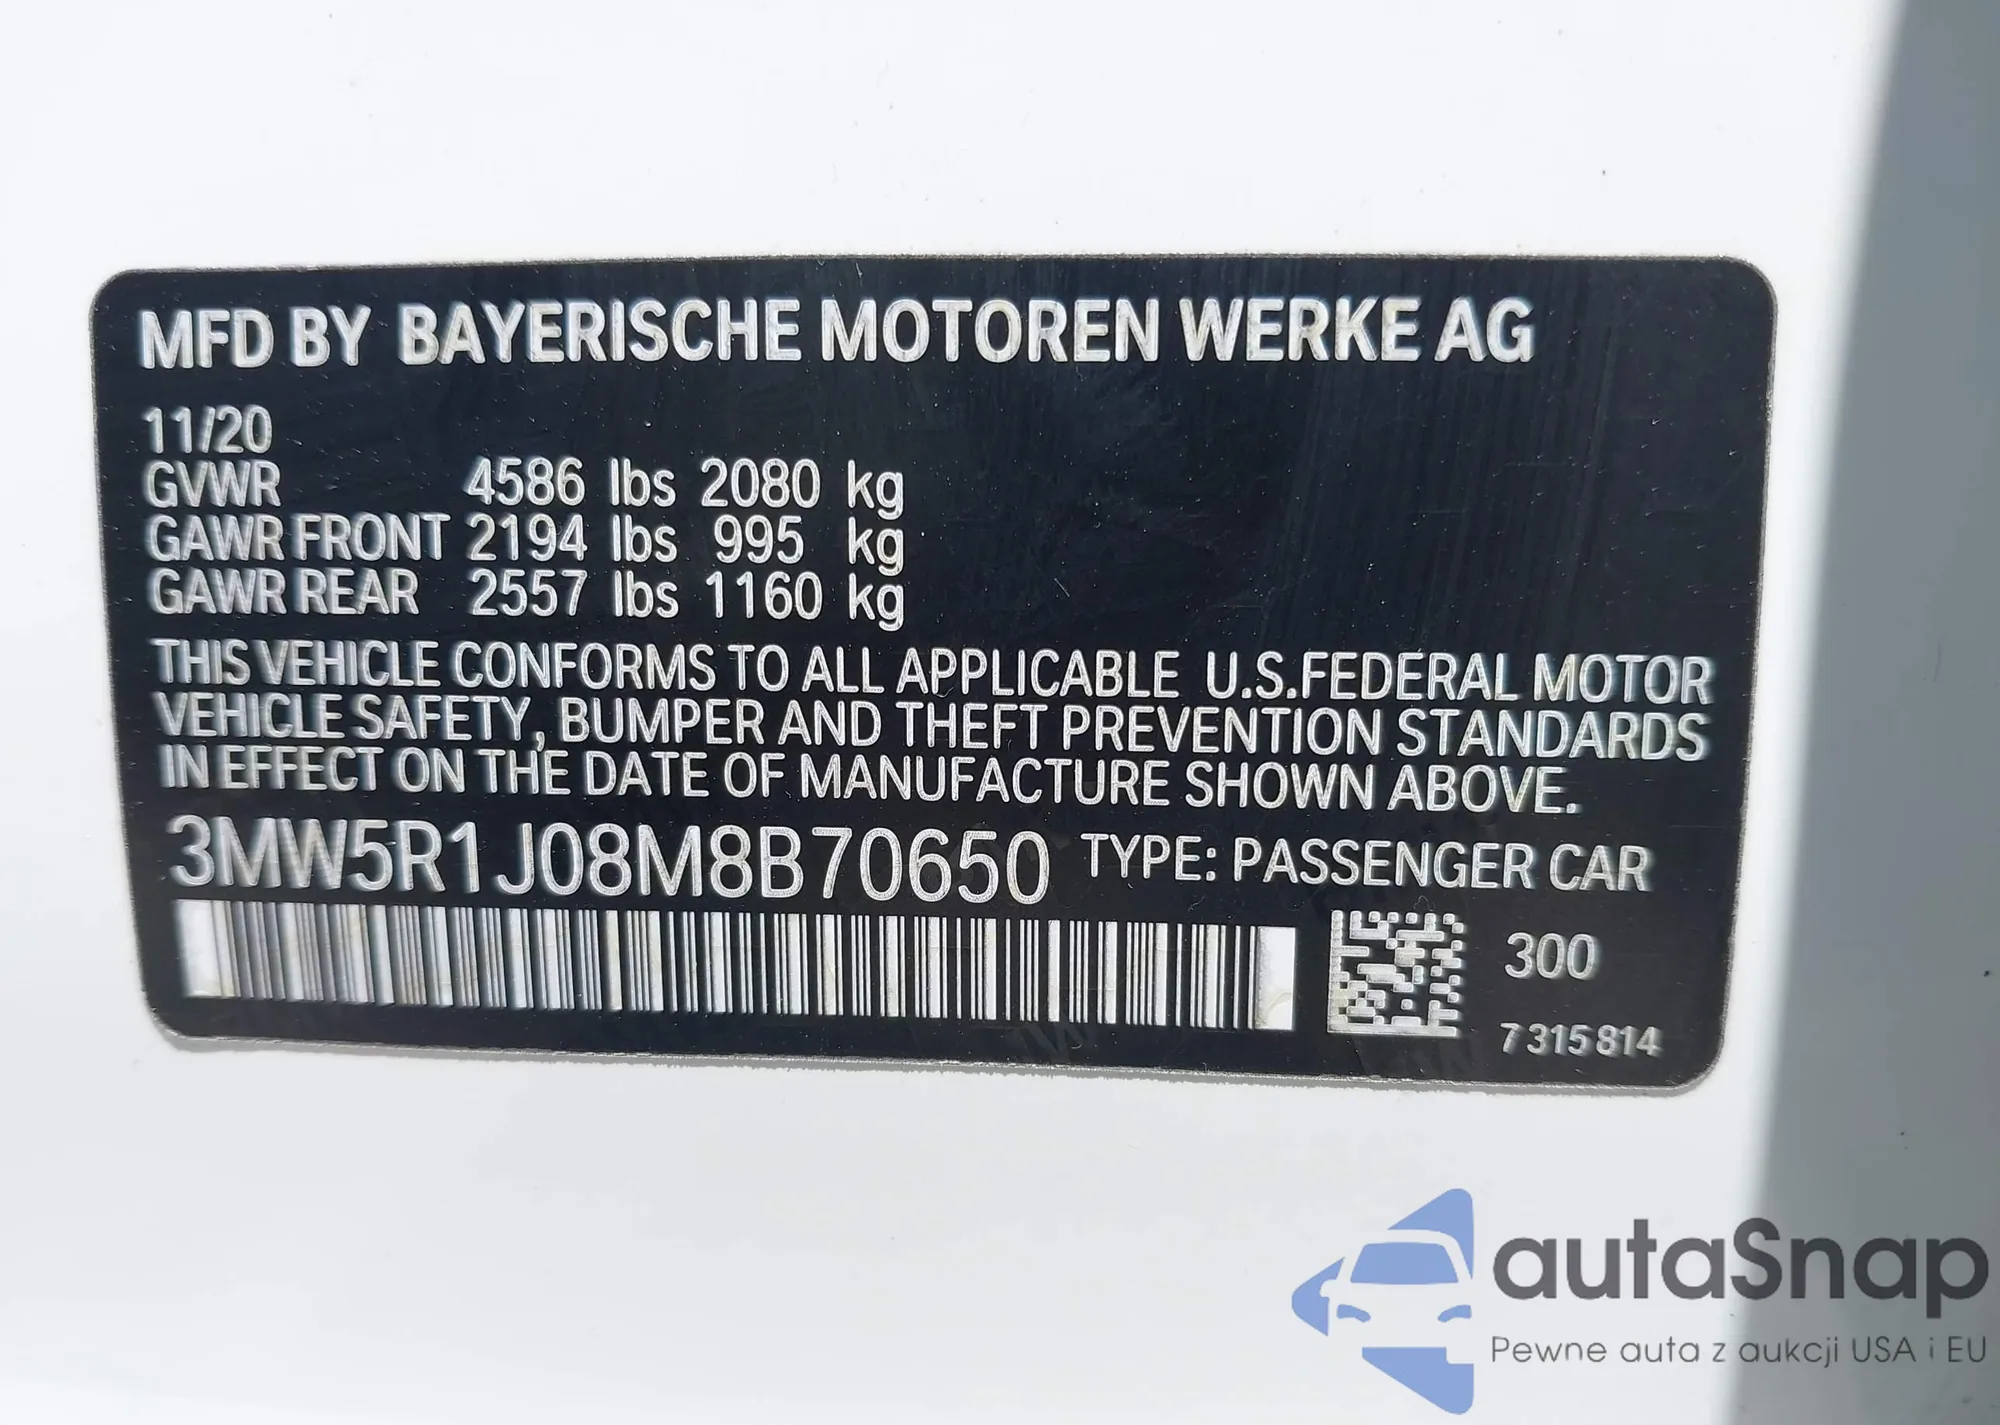 MFD BY BAYERISCHE MOTOREN WERKE AG
11/20
GVWR 4586 lbs 2080 kg
GAWR FRONT 2194 lbs 995 kg
GAWR REAR 2557 lbs 1160 kg
THIS VEHICLE CONFORMS TO ALL APPLICABLE U.S.FEDERAL MOTOR
VEHICLE SAFETY, BUMPER AND THEFT PREVENTION STANDARDS
IN EFFECT ON THE DATE OF MANUFACTURE SHOWN ABOVE.
3MW5R1J08M8B70650 TYPE: PASSENGER CAR
300
7315814
autaSnap
Pewne auta z aukcji USA i EU